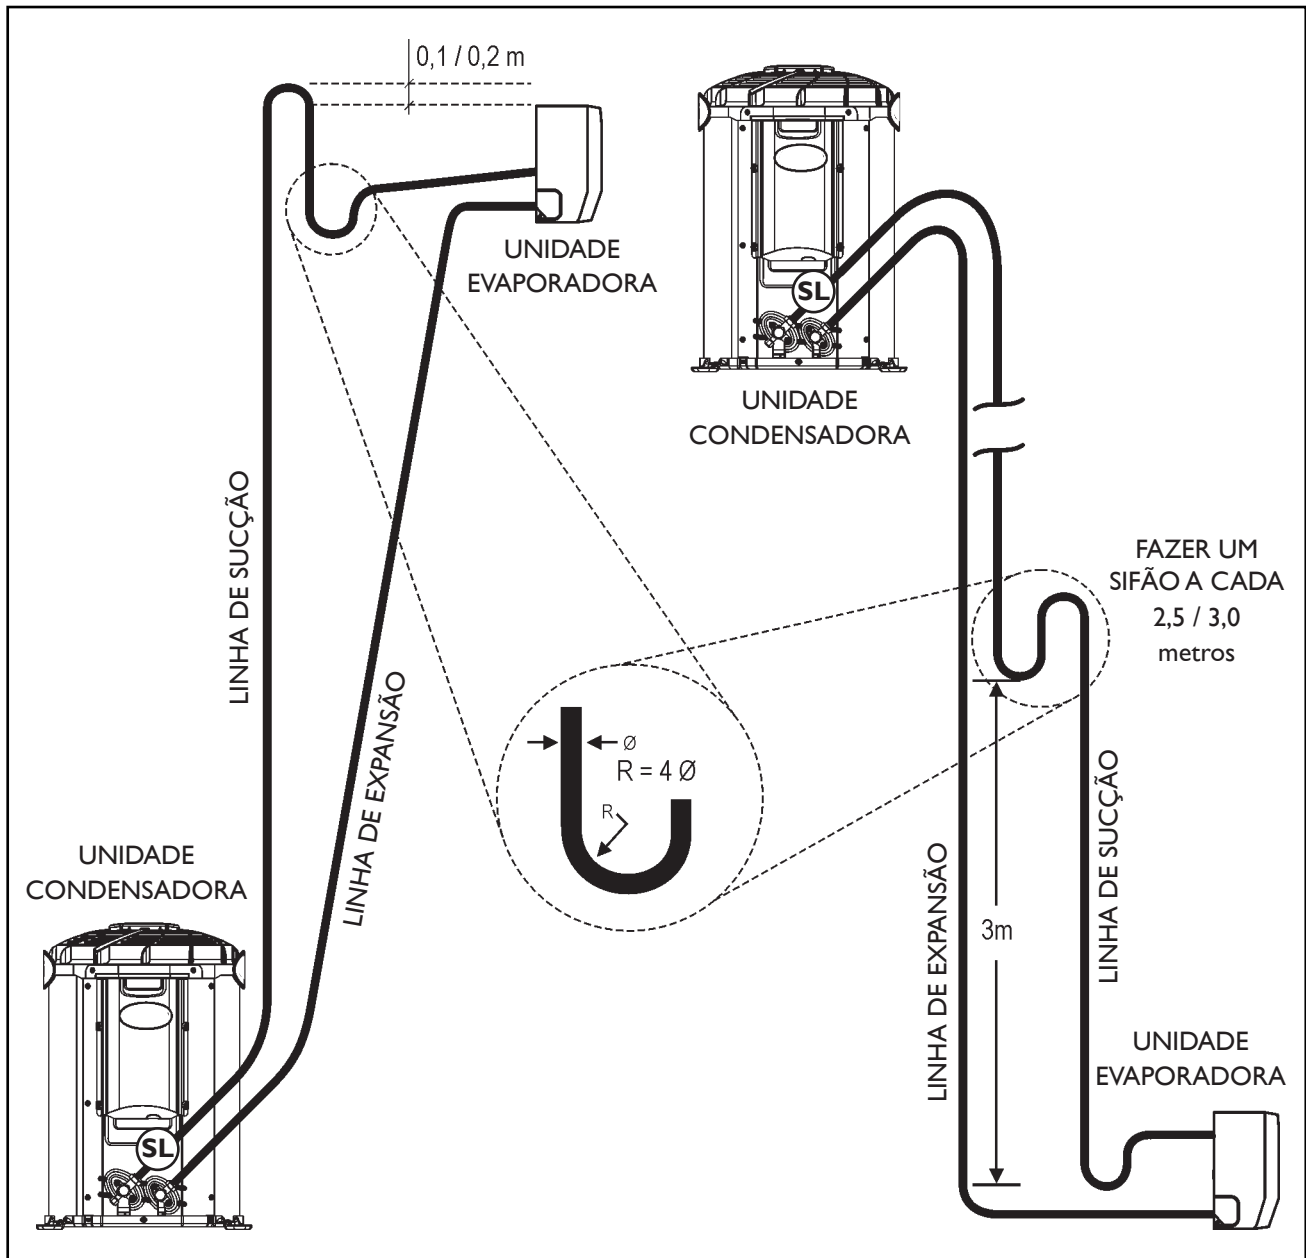 0,1 / 0,2 m
UNIDADE
EVAPORADORA
LINHA DE SUCÇÃO
LINHA DE EXPANSÃO
UNIDADE
CONDENSADORA
SL
SL
UNIDADE
CONDENSADORA
FAZER UM
SIFÃO A CADA
2,5 / 3,0
metros
Ø
R = 4 Ø
R
LINHA DE EXPANSÃO
3m
LINHA DE SUCÇÃO
UNIDADE
EVAPORADORA